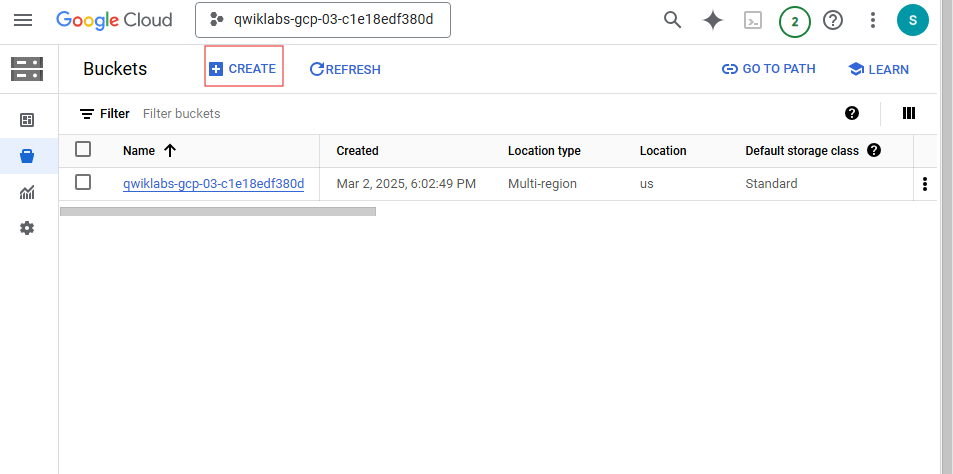 Google Cloud qwiklabs-gcp-03-c1e18edf380d 2 S
Buckets CREATE REFRESH GO TO PATH LEARN
Filter Filter buckets
Name Created Location type Location Default storage class
qwiklabs-gcp-03-c1e18edf380d Mar 2, 2025, 6:02:49 PM Multi-region us Standard